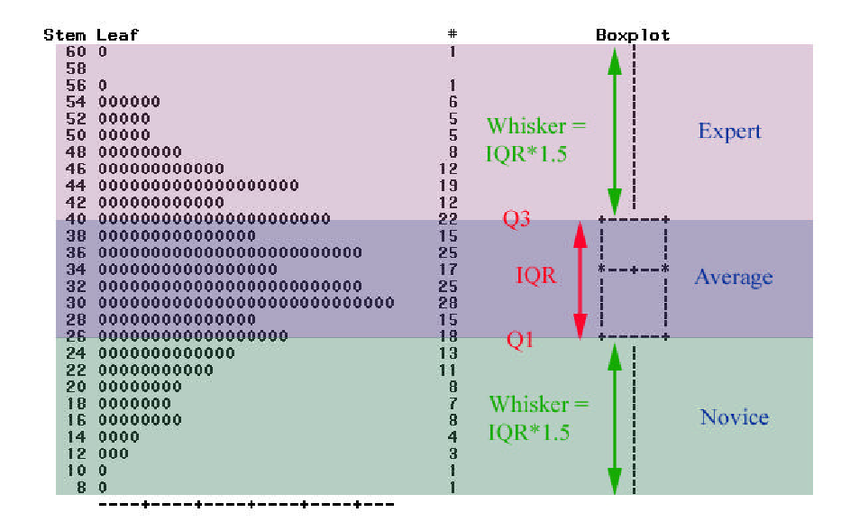 Stem Leaf # Boxplot
60 0 1
58
56 0 1
54 000000 6
52 00000 5
50 00000 5
Whisker =
48 00000000 8
IQR*1.5
Expert
46 000000000000 12
44 0000000000000000000 19
42 000000000000 12
40 0000000000000000000000 22
Q3
38 000000000000000 15
36 0000000000000000000000000 25
34 00000000000000000 17
IQR
Average
32 0000000000000000000000000 25
30 0000000000000000000000000000 28
28 000000000000000 15
26 000000000000000000 18
Q1
24 0000000000000 13
22 00000000000 11
20 00000000 8
18 0000000 7
Whisker =
16 00000000 8
Novice
14 0000 4
IQR*1.5
12 000 3
10 0 1
8 0 1
----+----+----+----+----+---